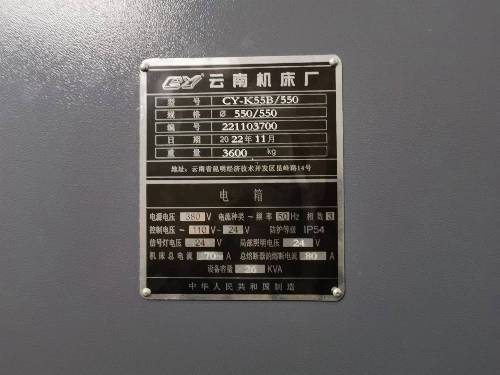 CY 云南机床厂
型号 CY-K55B/550
规格 Ø 550/550
编号 221103700
日期 2022年11月
重量 3600 kg
地址:云南省昆明经济技术开发区昆岭路14号
电箱
电源电压 380 V 电流种类~频率 50 Hz 相数 3
控制电压~ 110 V~ 24 V 防护等级 IP54
信号灯电压 24 V 局部照明电压 24 V
机床总电流 70 A 总熔断器的熔断电流 80 A
设备容量 26 KVA
中华人民共和国制造